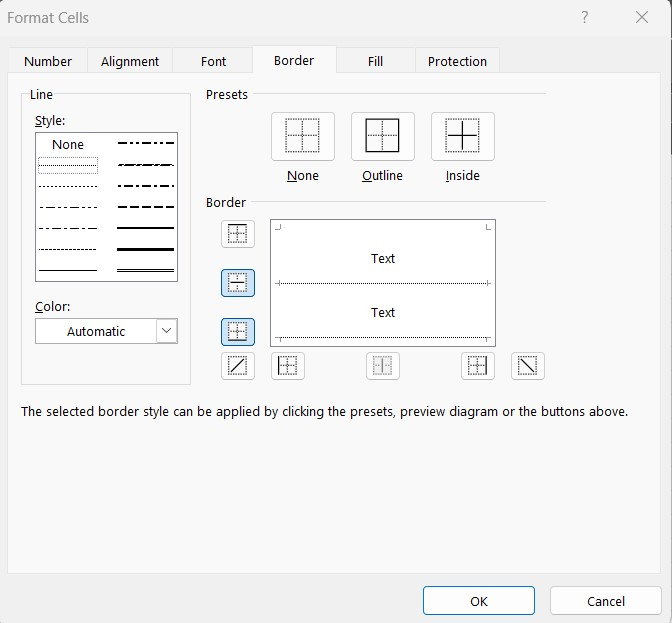 Format Cells
?
Number Alignment Font Border Fill Protection
Line
Style:
None
Color:
Automatic
Presets
None Outline Inside
Border
Text
Text
The selected border style can be applied by clicking the presets, preview diagram or the buttons above.
OK Cancel